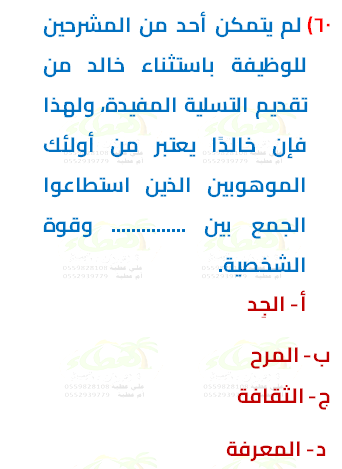 ٦٠) لم يتمكن أحد من المشرحين
للوظيفة باستثناء خالد من
تقديم التسلية المفيدة، ولهذا
فإن خالدًا يعتبر من أولئك
الموهوبين الذين استطاعوا
الجمع بين ............... وقوة
الشخصية.
أ- الجِد
ب- المرح
ج- الثقافة
د- المعرفة